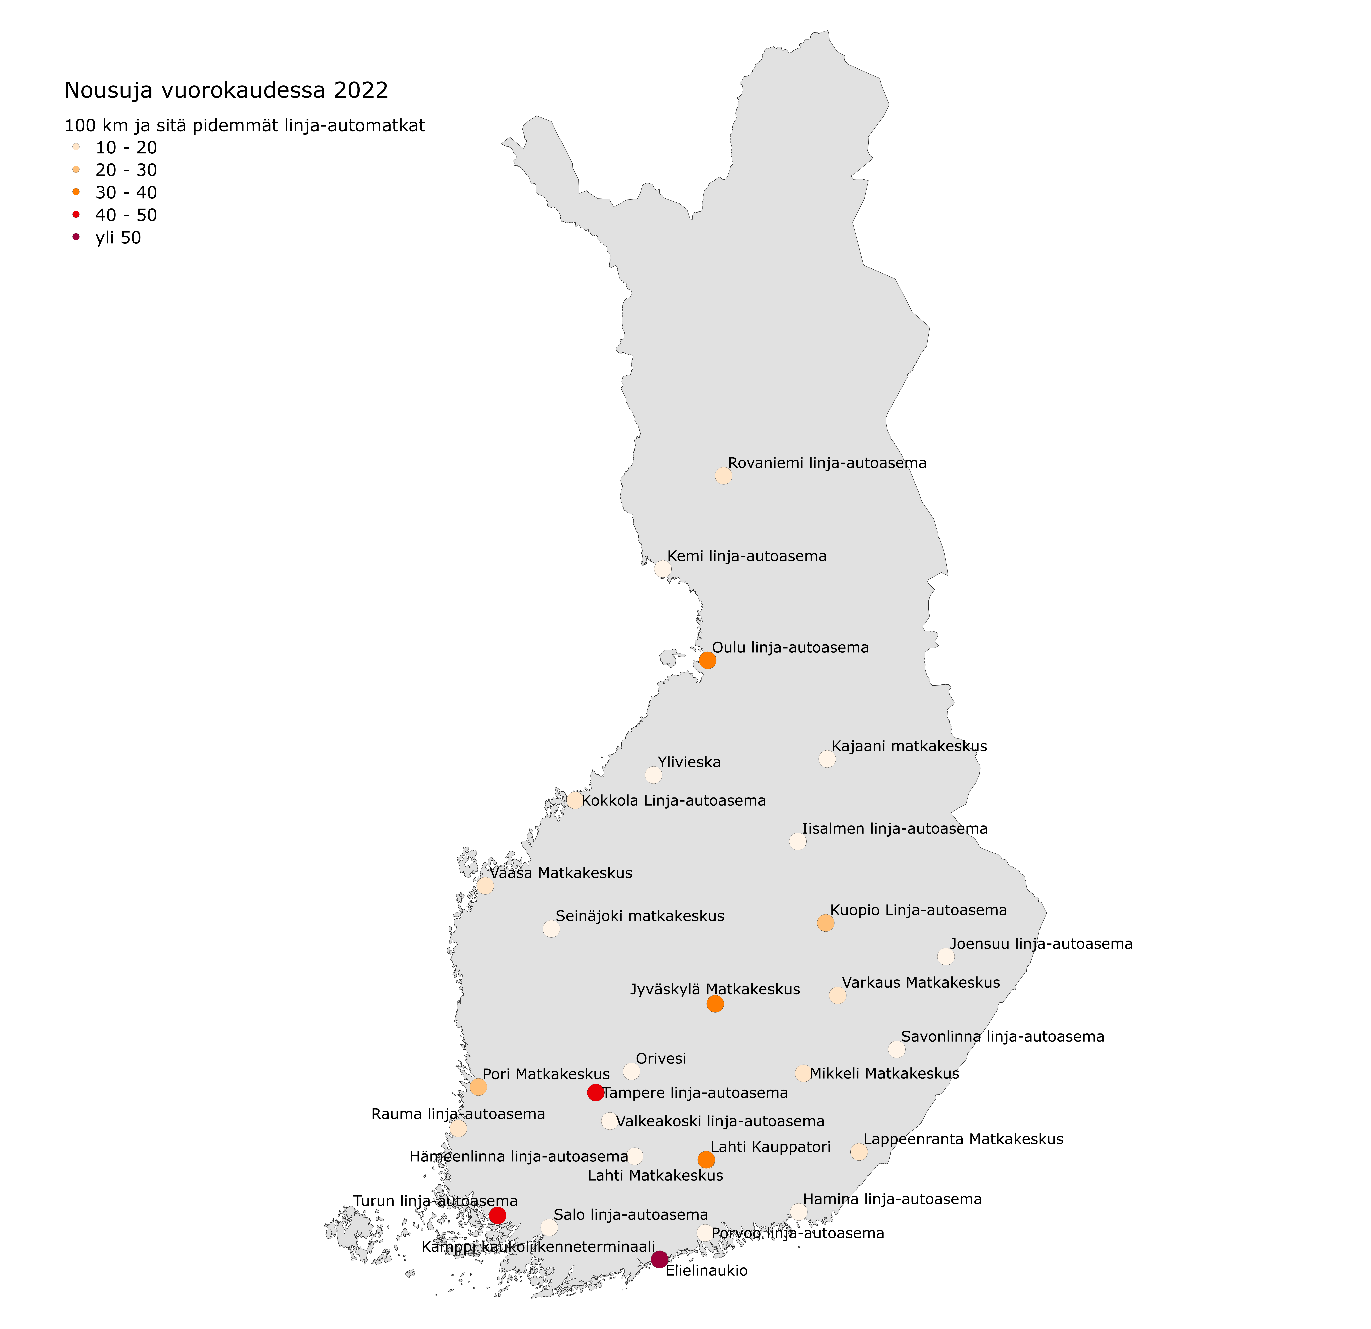 Nousuja vuorokaudessa 2022
100 km ja sitä pidemmät linja-automatkat
10 - 20
20 - 30
30 - 40
40 - 50
yli 50
Rovaniemi linja-autoasema
Kemi linja-autoasema
Oulu linja-autoasema
Kajaani matkakeskus
Ylivieska
Kokkola Linja-autoasema
Iisalmen linja-autoasema
Vaasa Matkakeskus
Kuopio Linja-autoasema
Seinäjoki matkakeskus
Joensuu linja-autoasema
Varkaus Matkakeskus
Jyväskylä Matkakeskus
Savonlinna linja-autoasema
Orivesi
Pori Matkakeskus
Mikkeli Matkakeskus
Tampere linja-autoasema
Rauma linja-autoasema
Valkeakoski linja-autoasema
Lappeenranta Matkakeskus
Lahti Kauppatori
Hämeenlinna linja-autoasema
Lahti Matkakeskus
Turun linja-autoasema
Hamina linja-autoasema
Salo linja-autoasema
Porvoo linja-autoasema
Kamppi kaukoliikenneterminaali
Elielinaukio